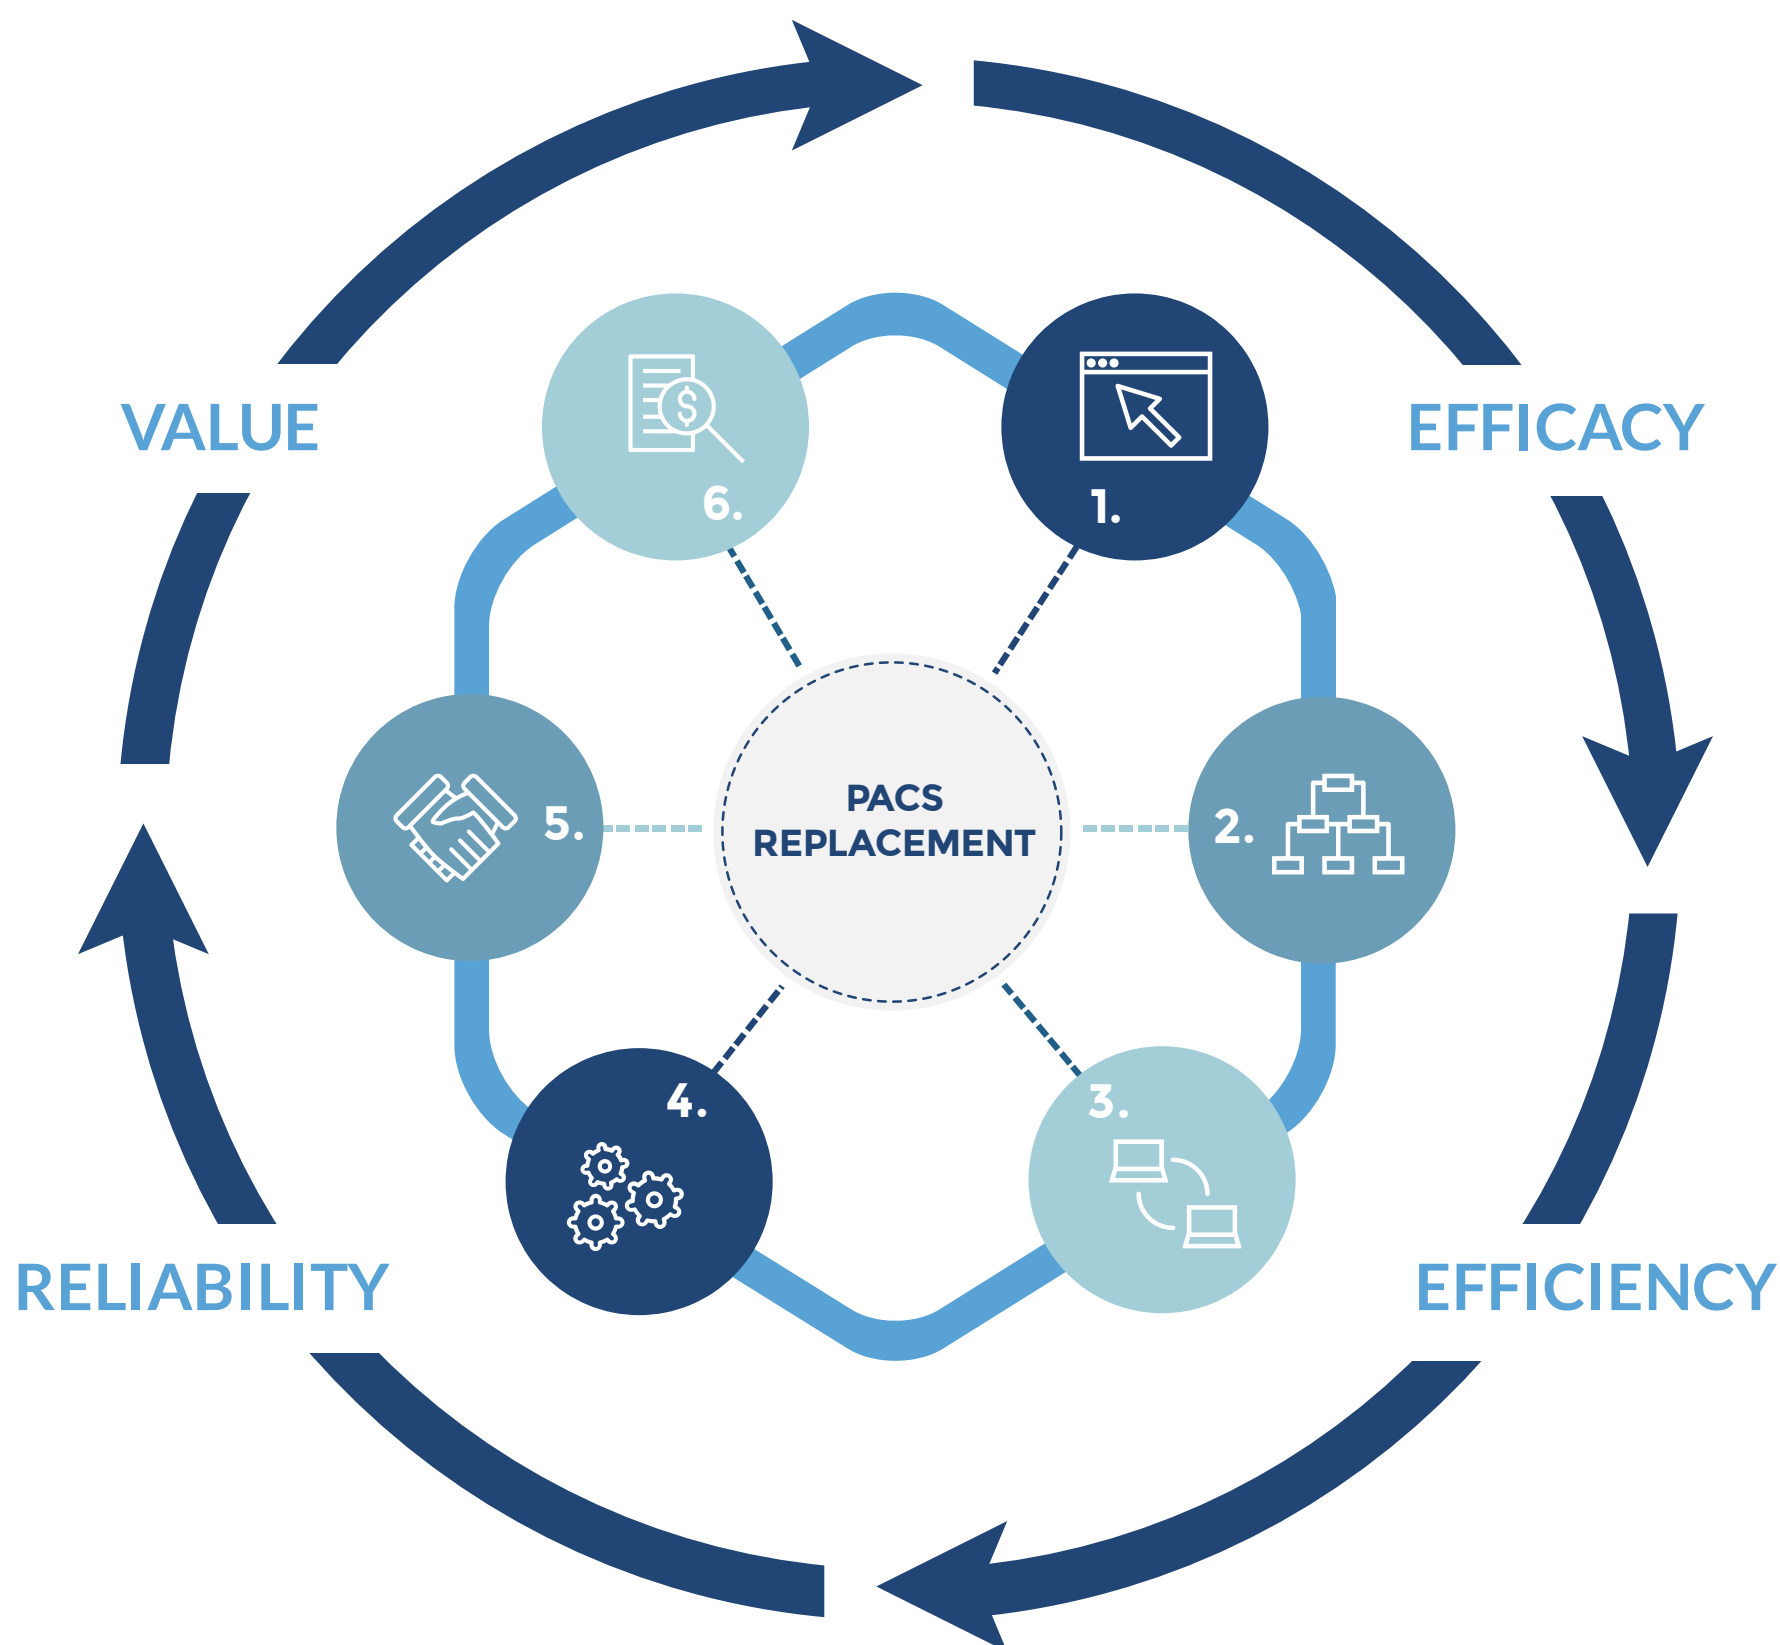 VALUE
EFFICACY
6.
1.
5.
PACS
REPLACEMENT
2.
4.
3.
RELIABILITY
EFFICIENCY
$